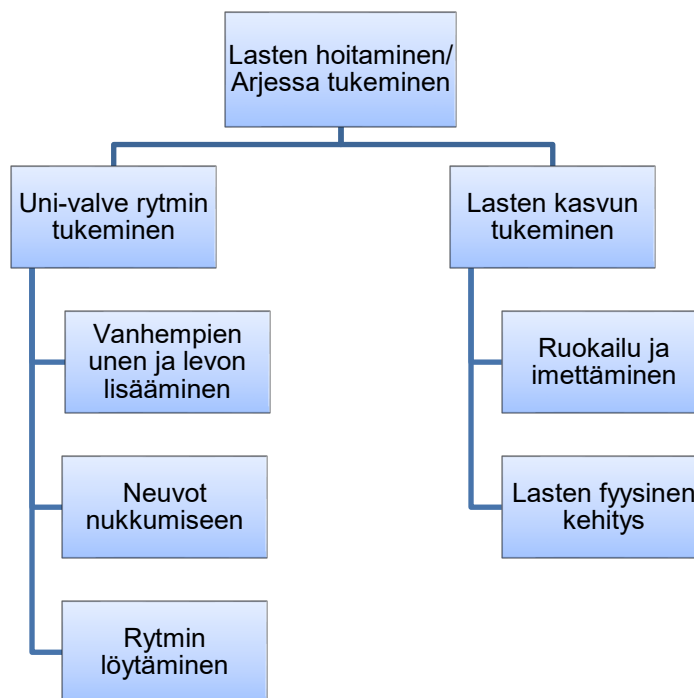 Lasten hoitaminen/
Arjessa tukeminen
Uni-valve rytmin
tukeminen
Vanhempien
unen ja levon
lisääminen
Neuvot
nukkumiseen
Rytmin
löytäminen
Lasten kasvun
tukeminen
Ruokailu ja
imettäminen
Lasten fyysinen
kehitys